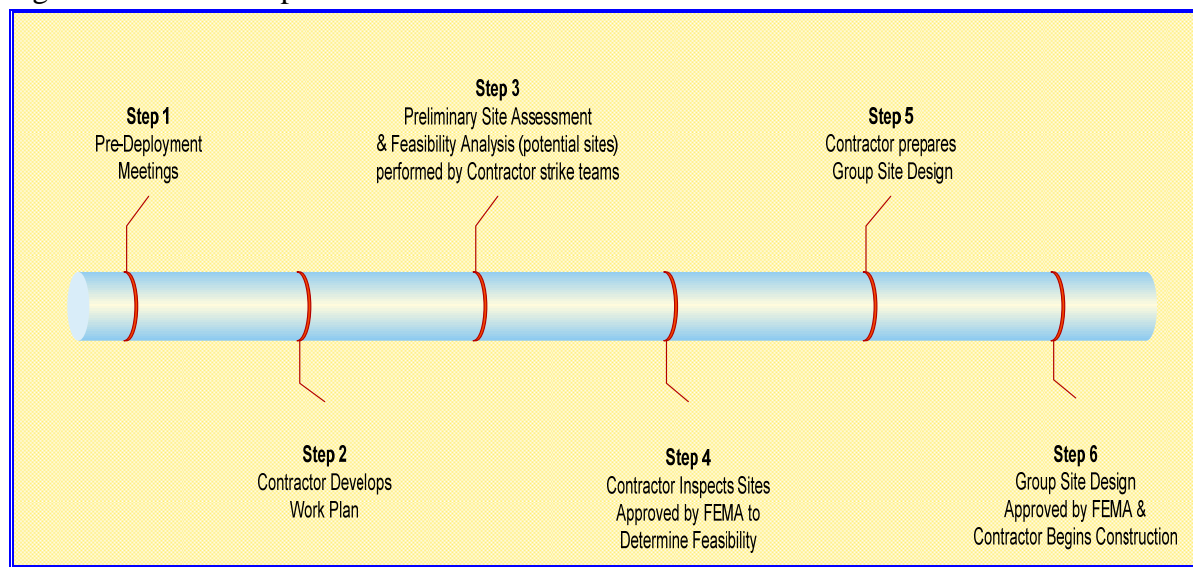 Step 1
Pre-Deployment
Meetings
Step 2
Contractor Develops
Work Plan
Step 3
Preliminary Site Assessment
& Feasibility Analysis (potential sites)
performed by Contractor strike teams
Step 4
Contractor Inspects Sites
Approved by FEMA to
Determine Feasibility
Step 5
Contractor prepares
Group Site Design
Step 6
Group Site Design
Approved by FEMA &
Contractor Begins Construction